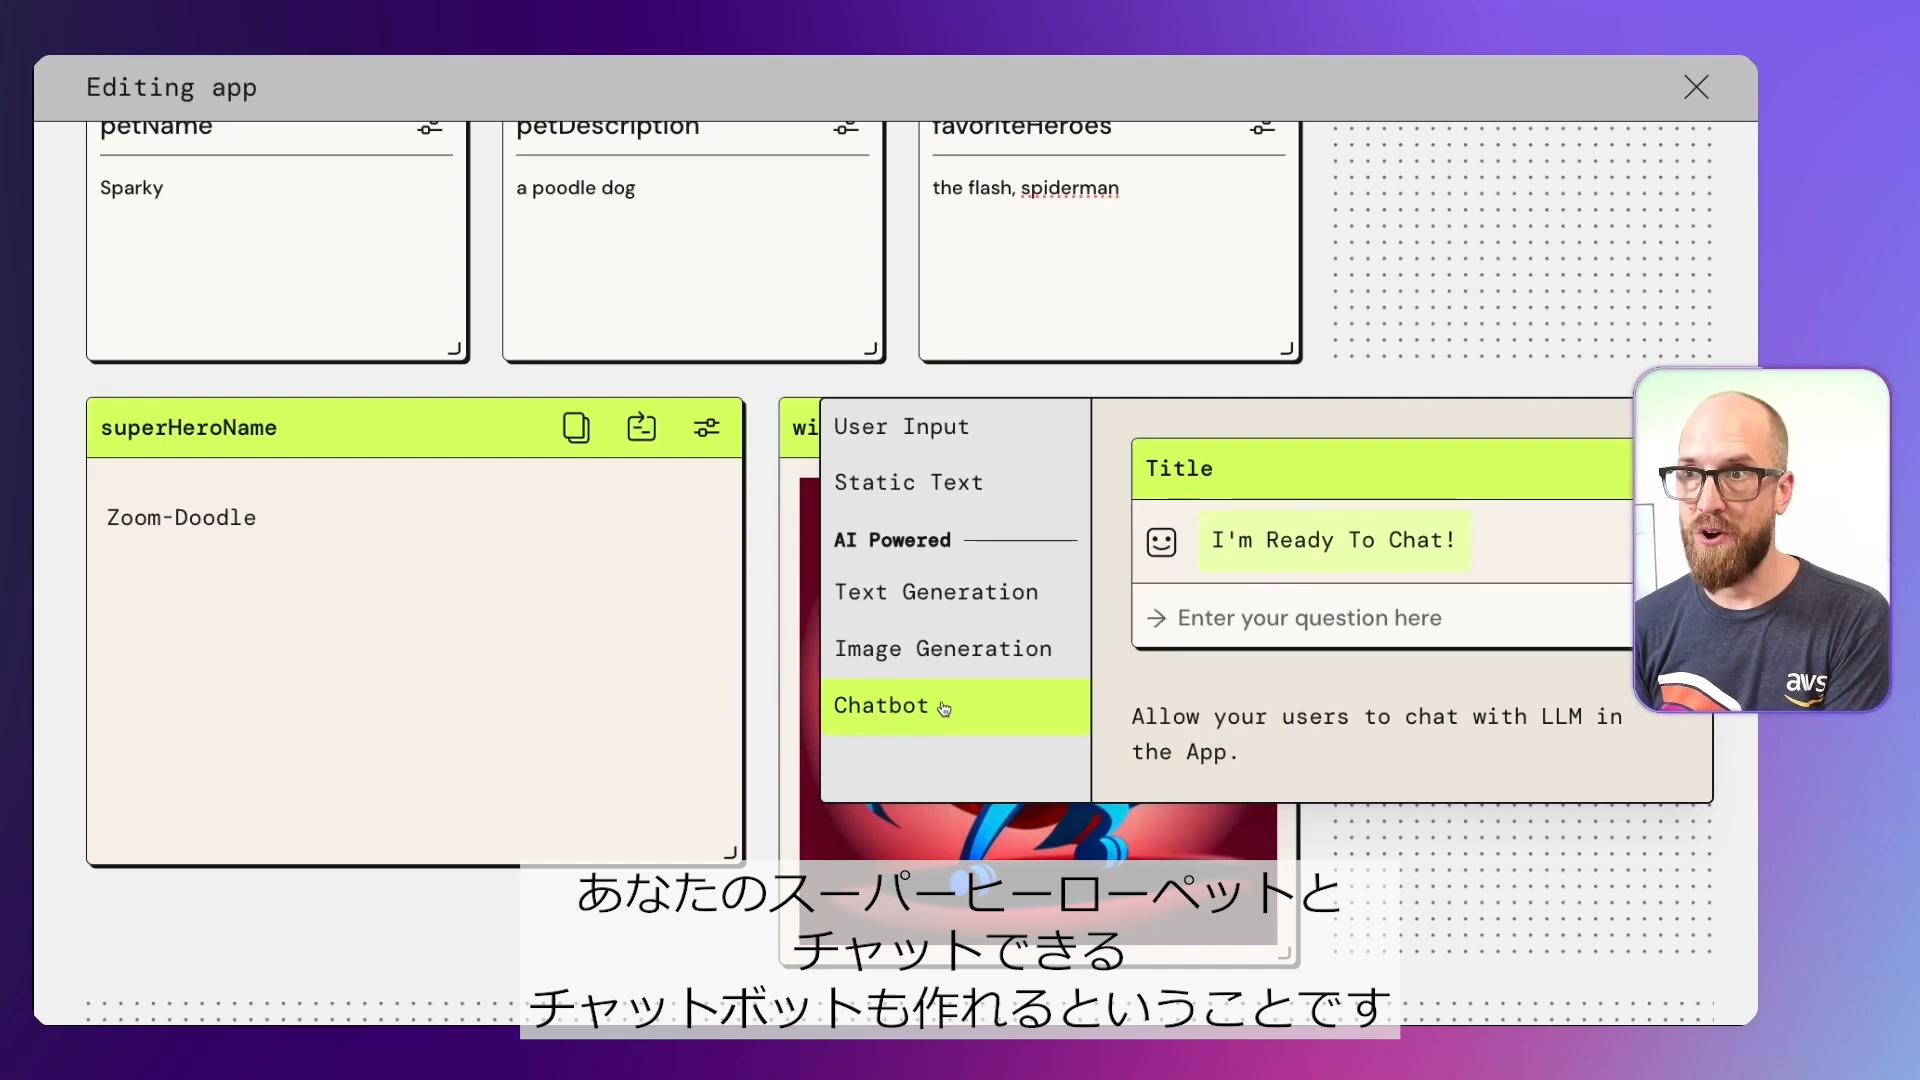 Editing app
petName
petDescription
favoriteHeroes
Sparky
a poodle dog
the flash, spiderman
superHeroName
Zoom-Doodle
wi
User Input
Static Text
AI Powered
Text Generation
Image Generation
Chatbot
Title
I'm Ready To Chat!
Enter your question here
Allow your users to chat with LLM in
the App.
aws
あなたのスーパーヒーローペットと
チャットできる
チャットボットも作れるということです